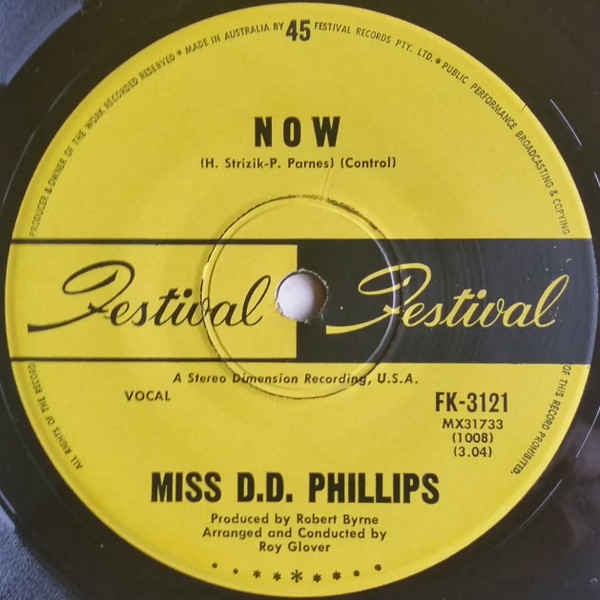 PRODUCER & OWNER OF THE WORK RECORDED RESERVED * MADE IN AUSTRALIA BY
45
FESTIVAL RECORDS PTY. LTD. * PUBLIC PERFORMANCE BROADCASTING & COPYING
NOW
(H. Strizik-P. Parnes) (Control)
Festival Festival
A Stereo Dimension Recording, U.S.A.
VOCAL
FK-3121
MX31733
(1008)
(3.04)
ALL RIGHTS OF THE RECORD
OF THIS RECORD PROHIBITED.
MISS D.D. PHILLIPS
Produced by Robert Byrne
Arranged and Conducted by
Roy Glover